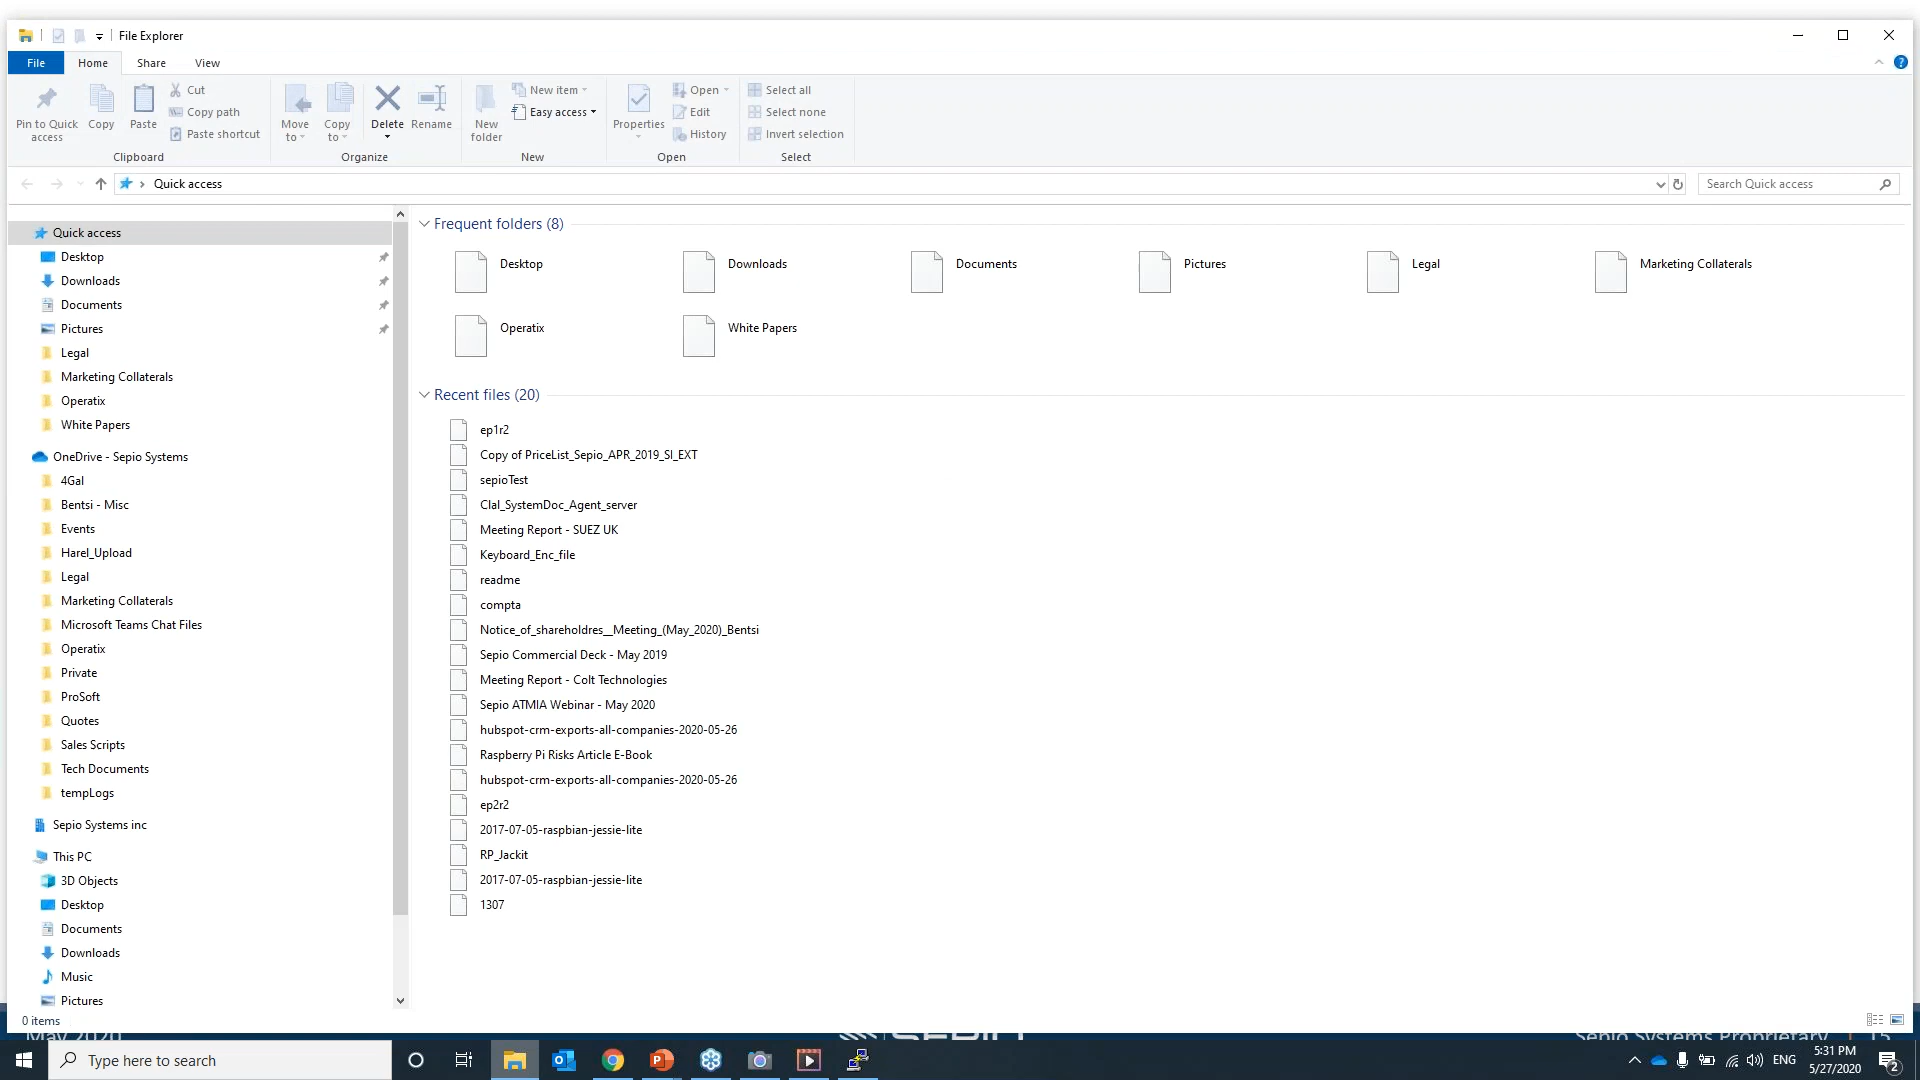 File Explorer
File
Home
Share
View
Pin to Quick access
Copy
Paste
Cut
Copy path
Paste shortcut
Clipboard
Move to
Copy to
Delete
Rename
Organize
New folder
New item
Easy access
New
Properties
Open
Edit
History
Open
Select all
Select none
Invert selection
Select
Quick access
Search Quick access
Quick access
Desktop
Downloads
Documents
Pictures
Legal
Marketing Collaterals
Operatix
White Papers
OneDrive - Sepio Systems
4Gal
Bentsi - Misc
Events
Harel_Upload
Legal
Marketing Collaterals
Microsoft Teams Chat Files
Operatix
Private
ProSoft
Quotes
Sales Scripts
Tech Documents
tempLogs
Sepio Systems inc
This PC
3D Objects
Desktop
Documents
Downloads
Music
Pictures
Frequent folders (8)
Desktop
Downloads
Documents
Pictures
Legal
Marketing Collaterals
Operatix
White Papers
Recent files (20)
ep1r2
Copy of PriceList_Sepio_APR_2019_SI_EXT
sepioTest
Clal_SystemDoc_Agent_server
Meeting Report - SUEZ UK
Keyboard_Enc_file
readme
compta
Notice_of_shareholdres__Meeting_(May_2020)_Bentsi
Sepio Commercial Deck - May 2019
Meeting Report - Colt Technologies
Sepio ATMIA Webinar - May 2020
hubspot-crm-exports-all-companies-2020-05-26
Raspberry Pi Risks Article E-Book
hubspot-crm-exports-all-companies-2020-05-26
ep2r2
2017-07-05-raspbian-jessie-lite
RP_Jackit
2017-07-05-raspbian-jessie-lite
1307
0 items
May 2020
SEPIO
Sepio Systems Proprietary | 15
Type here to search
ENG
5:31 PM
5/27/2020
2